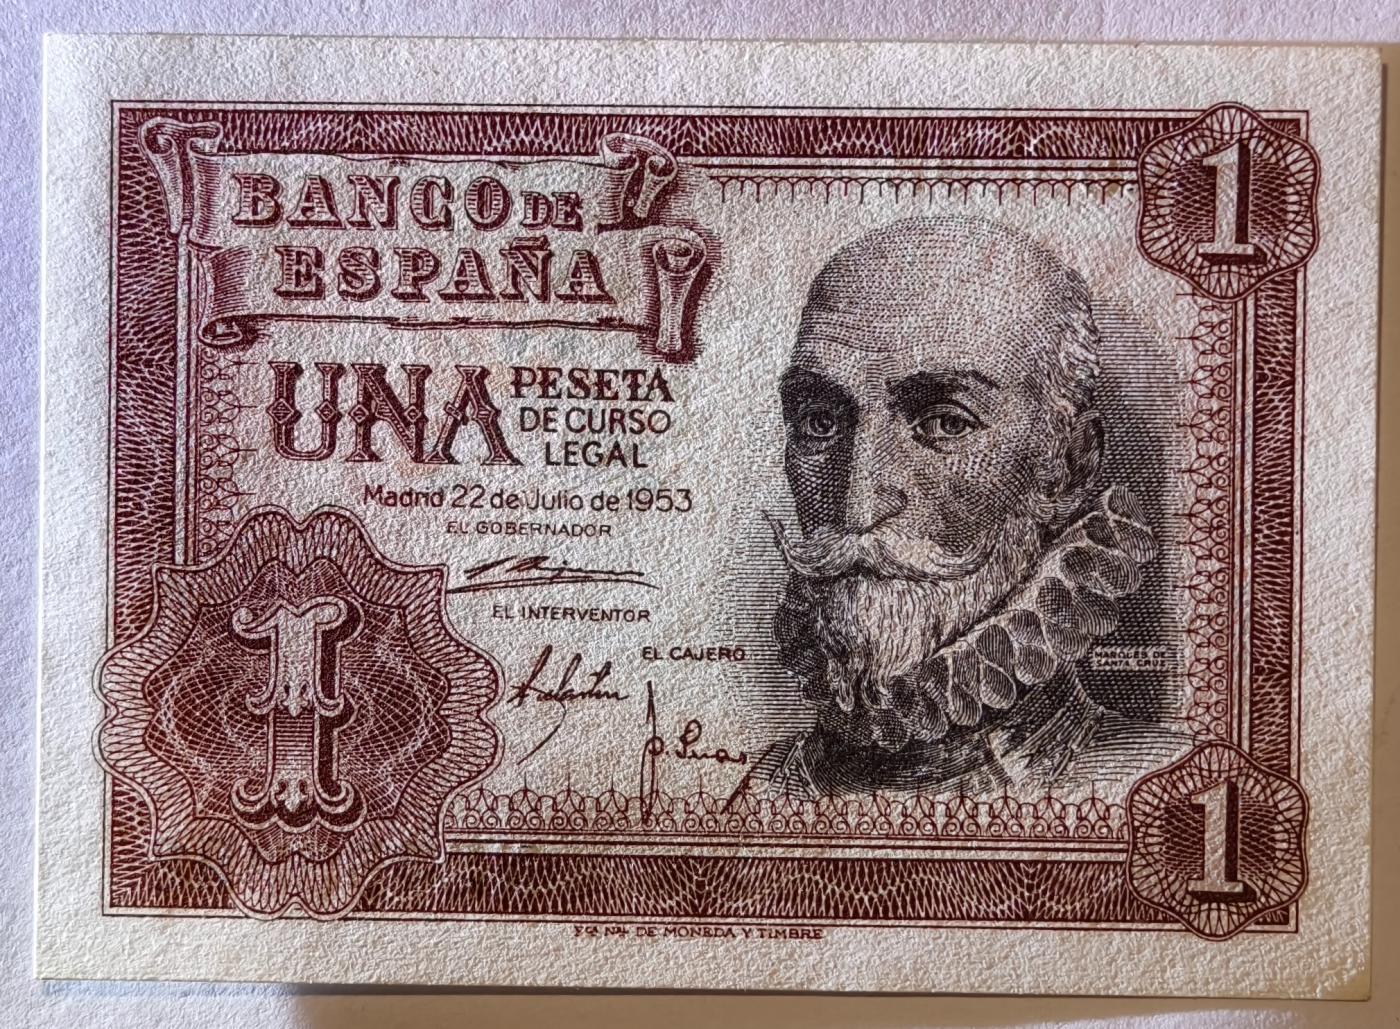 BANCO DE
ESPAÑA
UNA PESETA
DE CURSO
LEGAL
Madrid 22 de Julio de 1953
EL GOBERNADOR
EL INTERVENTOR
EL CAJERO
MARQUES DE
SANTA CRUZ
1
1
1
Fca. Nal. DE MONEDA Y TIMBRE